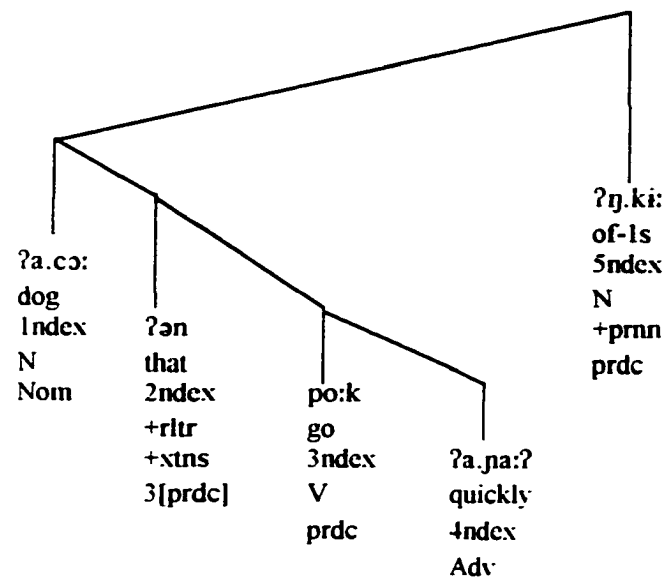 ʔa.cɔ:
dog
1ndex
N
Nom
ʔən
that
2ndex
+rltr
+xtns
3[prdc]
po:k
go
3ndex
V
prdc
ʔa.ɲa:ʔ
quickly
4ndex
Adv
ʔŋ.kɨ:
of-1s
5ndex
N
+prnn
prdc